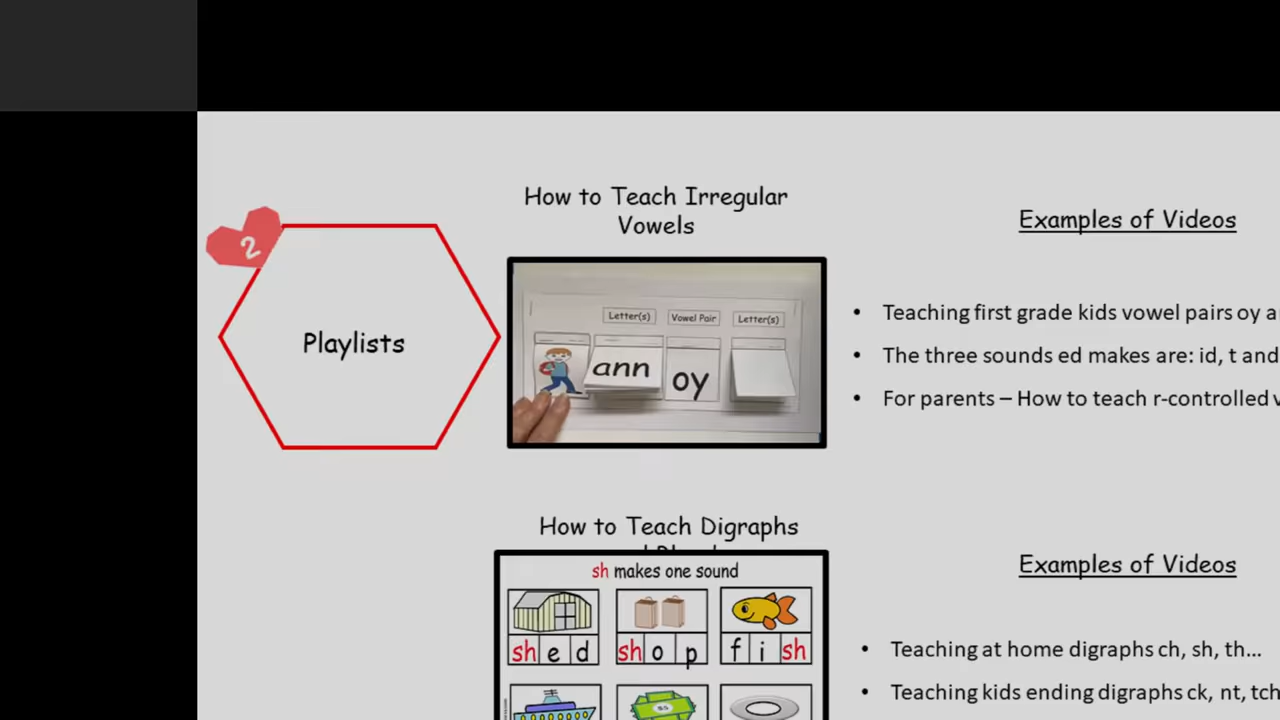 How to Teach Irregular
Vowels
Examples of Videos
2
Playlists
Letter(s) Vowel Pair Letter(s)
ann oy
• Teaching first grade kids vowel pairs oy
• The three sounds ed makes are: id, t and
• For parents – How to teach r-controlled
How to Teach Digraphs
sh makes one sound
sh e d sh o p f i sh
Examples of Videos
• Teaching at home digraphs ch, sh, th...
• Teaching kids ending digraphs ck, nt, tch